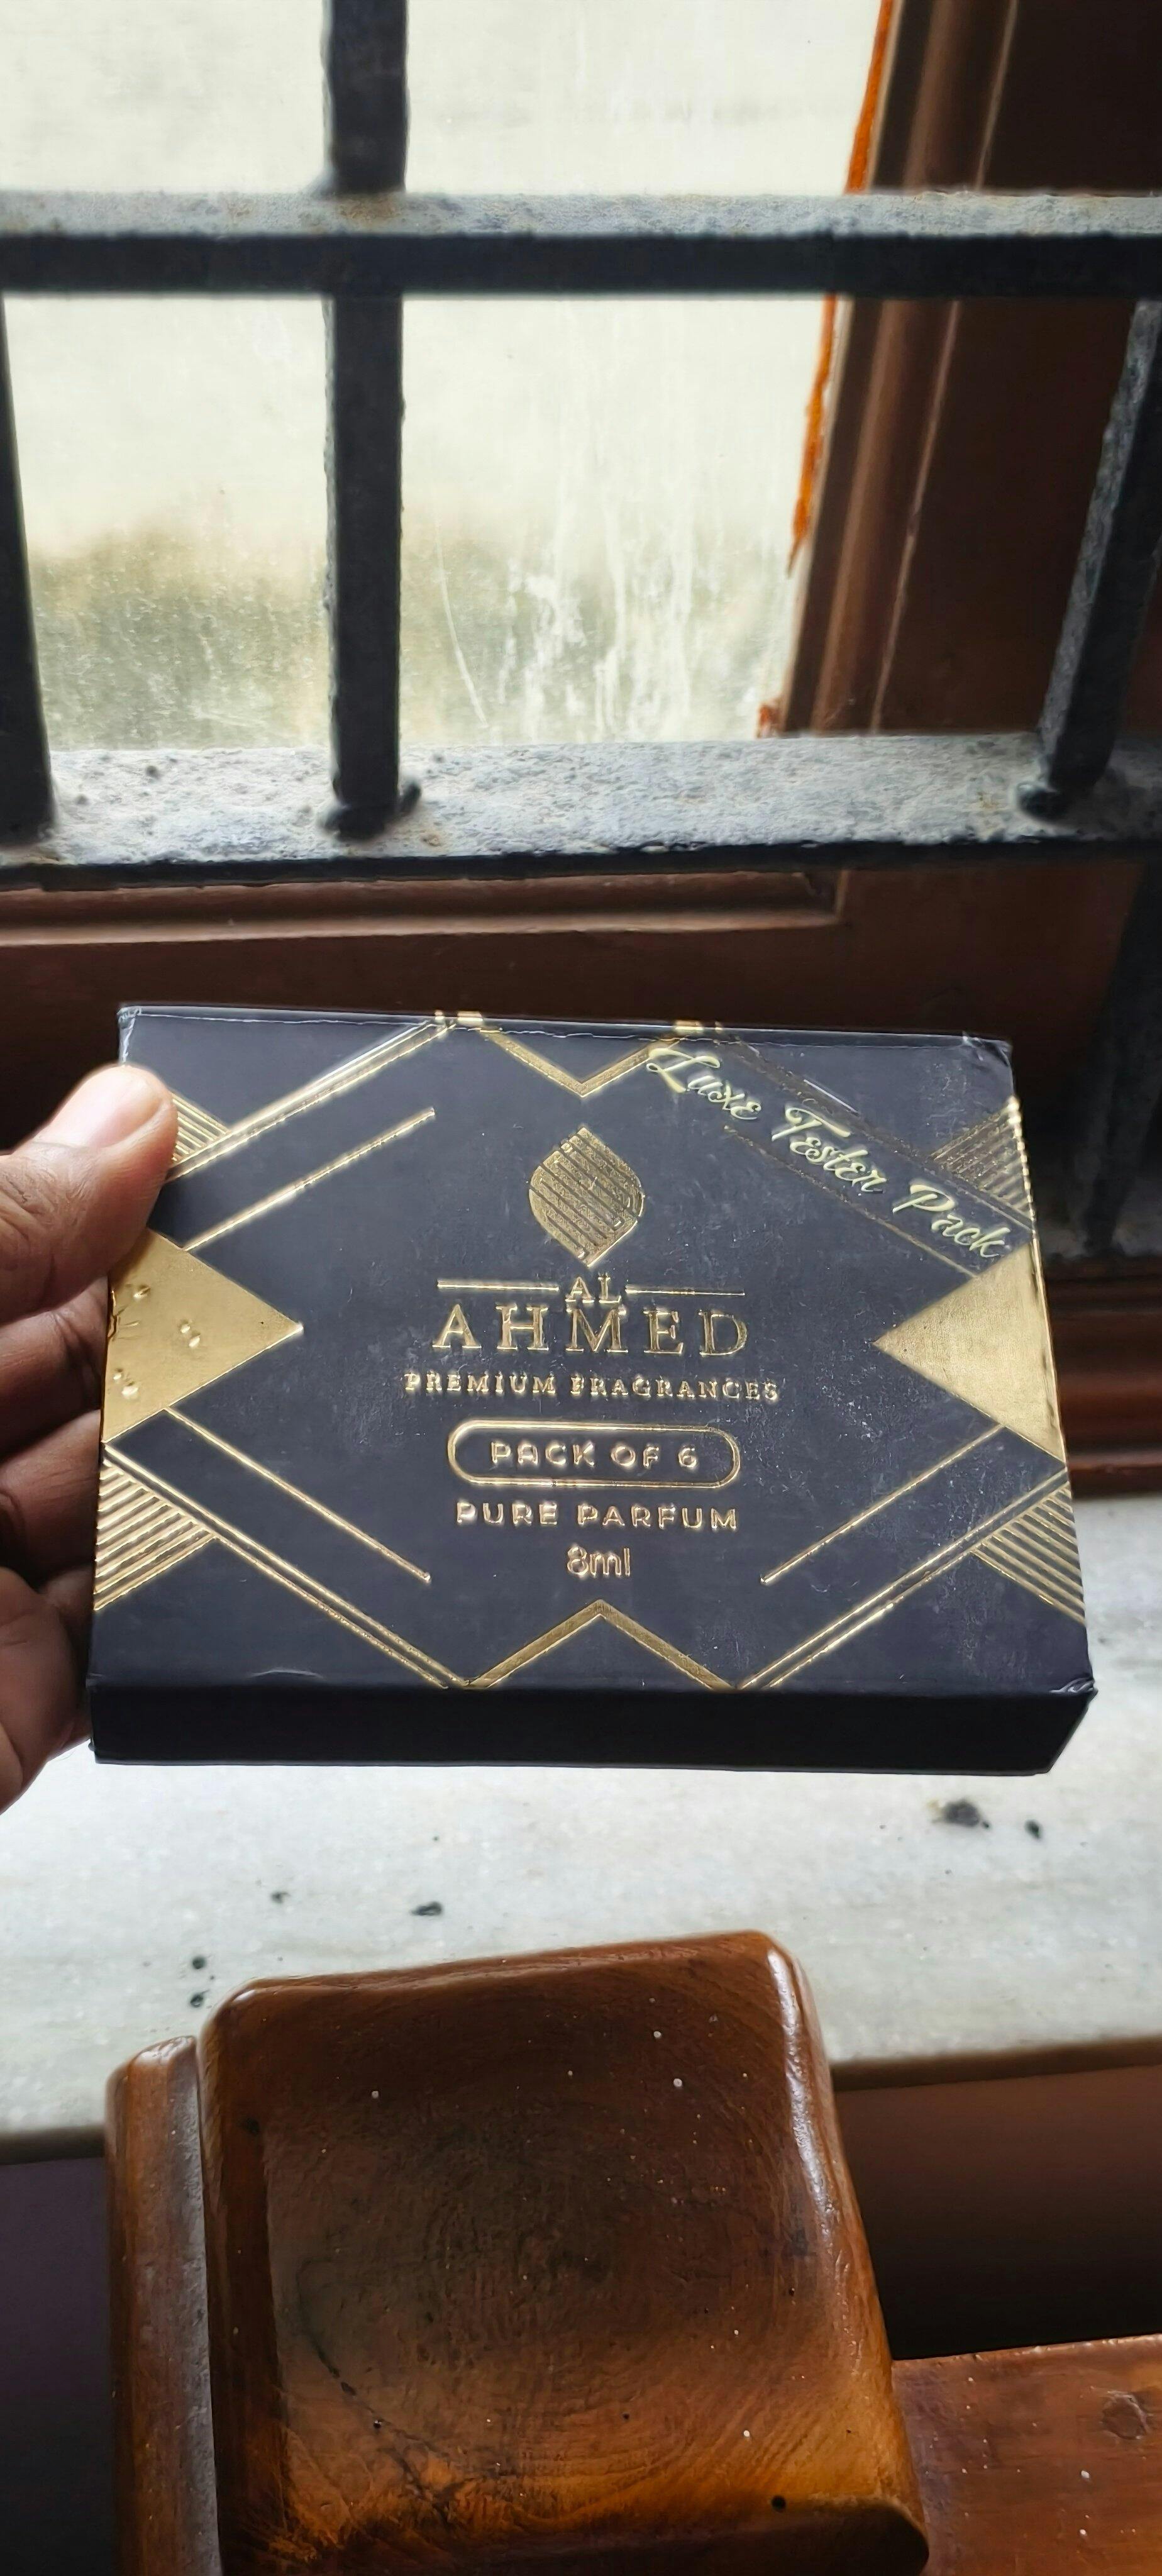 Luxe Tester Pack
AL
AHMED
PREMIUM FRAGRANCES
PACK OF 6
PURE PARFUM
8ml